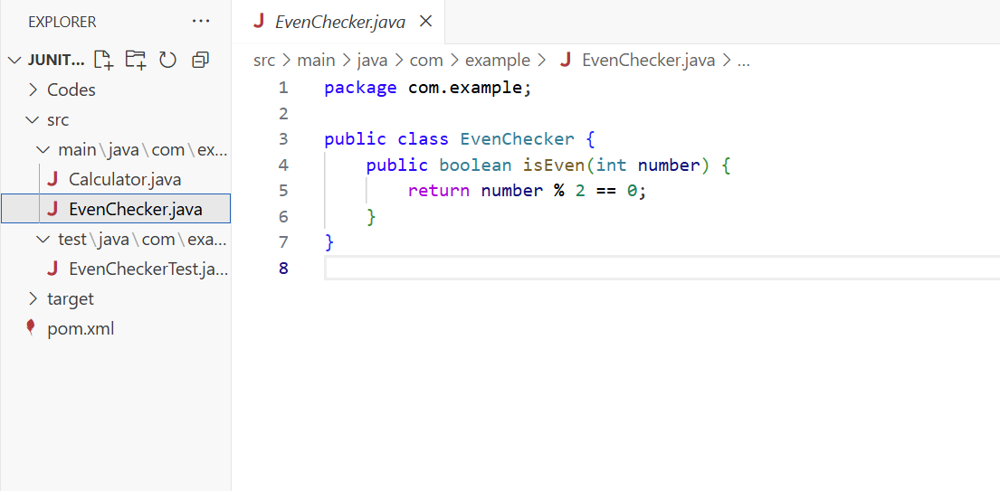 EXPLORER ...
JUNIT...
Codes
src
main\java\com\ex...
Calculator.java
EvenChecker.java
test\java\com\exa...
EvenCheckerTest.ja...
target
pom.xml
J EvenChecker.java ×
src > main > java > com > example > J EvenChecker.java > ...
1 package com.example;
2
3 public class EvenChecker {
4 public boolean isEven(int number) {
5 return number % 2 == 0;
6 }
7 }
8